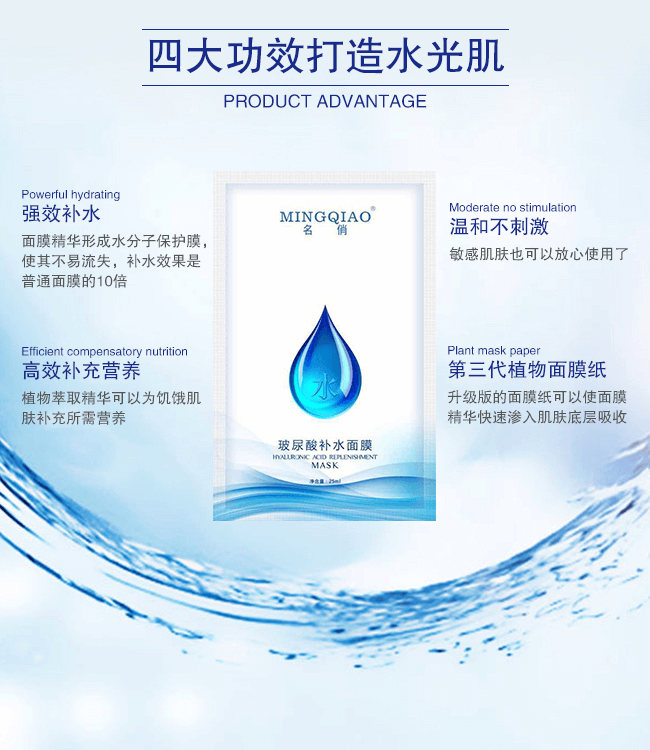 四大功效打造水光肌
PRODUCT ADVANTAGE
Powerful hydrating
强效补水
面膜精华形成水分子保护膜，
使其不易流失，补水效果是
普通面膜的10倍
Efficient compensatory nutrition
高效补充营养
植物萃取精华可以为饥饿肌
肤补充所需营养
MINGQIAO®
名俏
水
玻尿酸补水面膜
HYALURONIC ACID REPLENISHMENT
MASK
净含量：25ml
Moderate no stimulation
温和不刺激
敏感肌肤也可以放心使用了
Plant mask paper
第三代植物面膜纸
升级版的面膜纸可以使面膜
精华快速渗入肌肤底层吸收